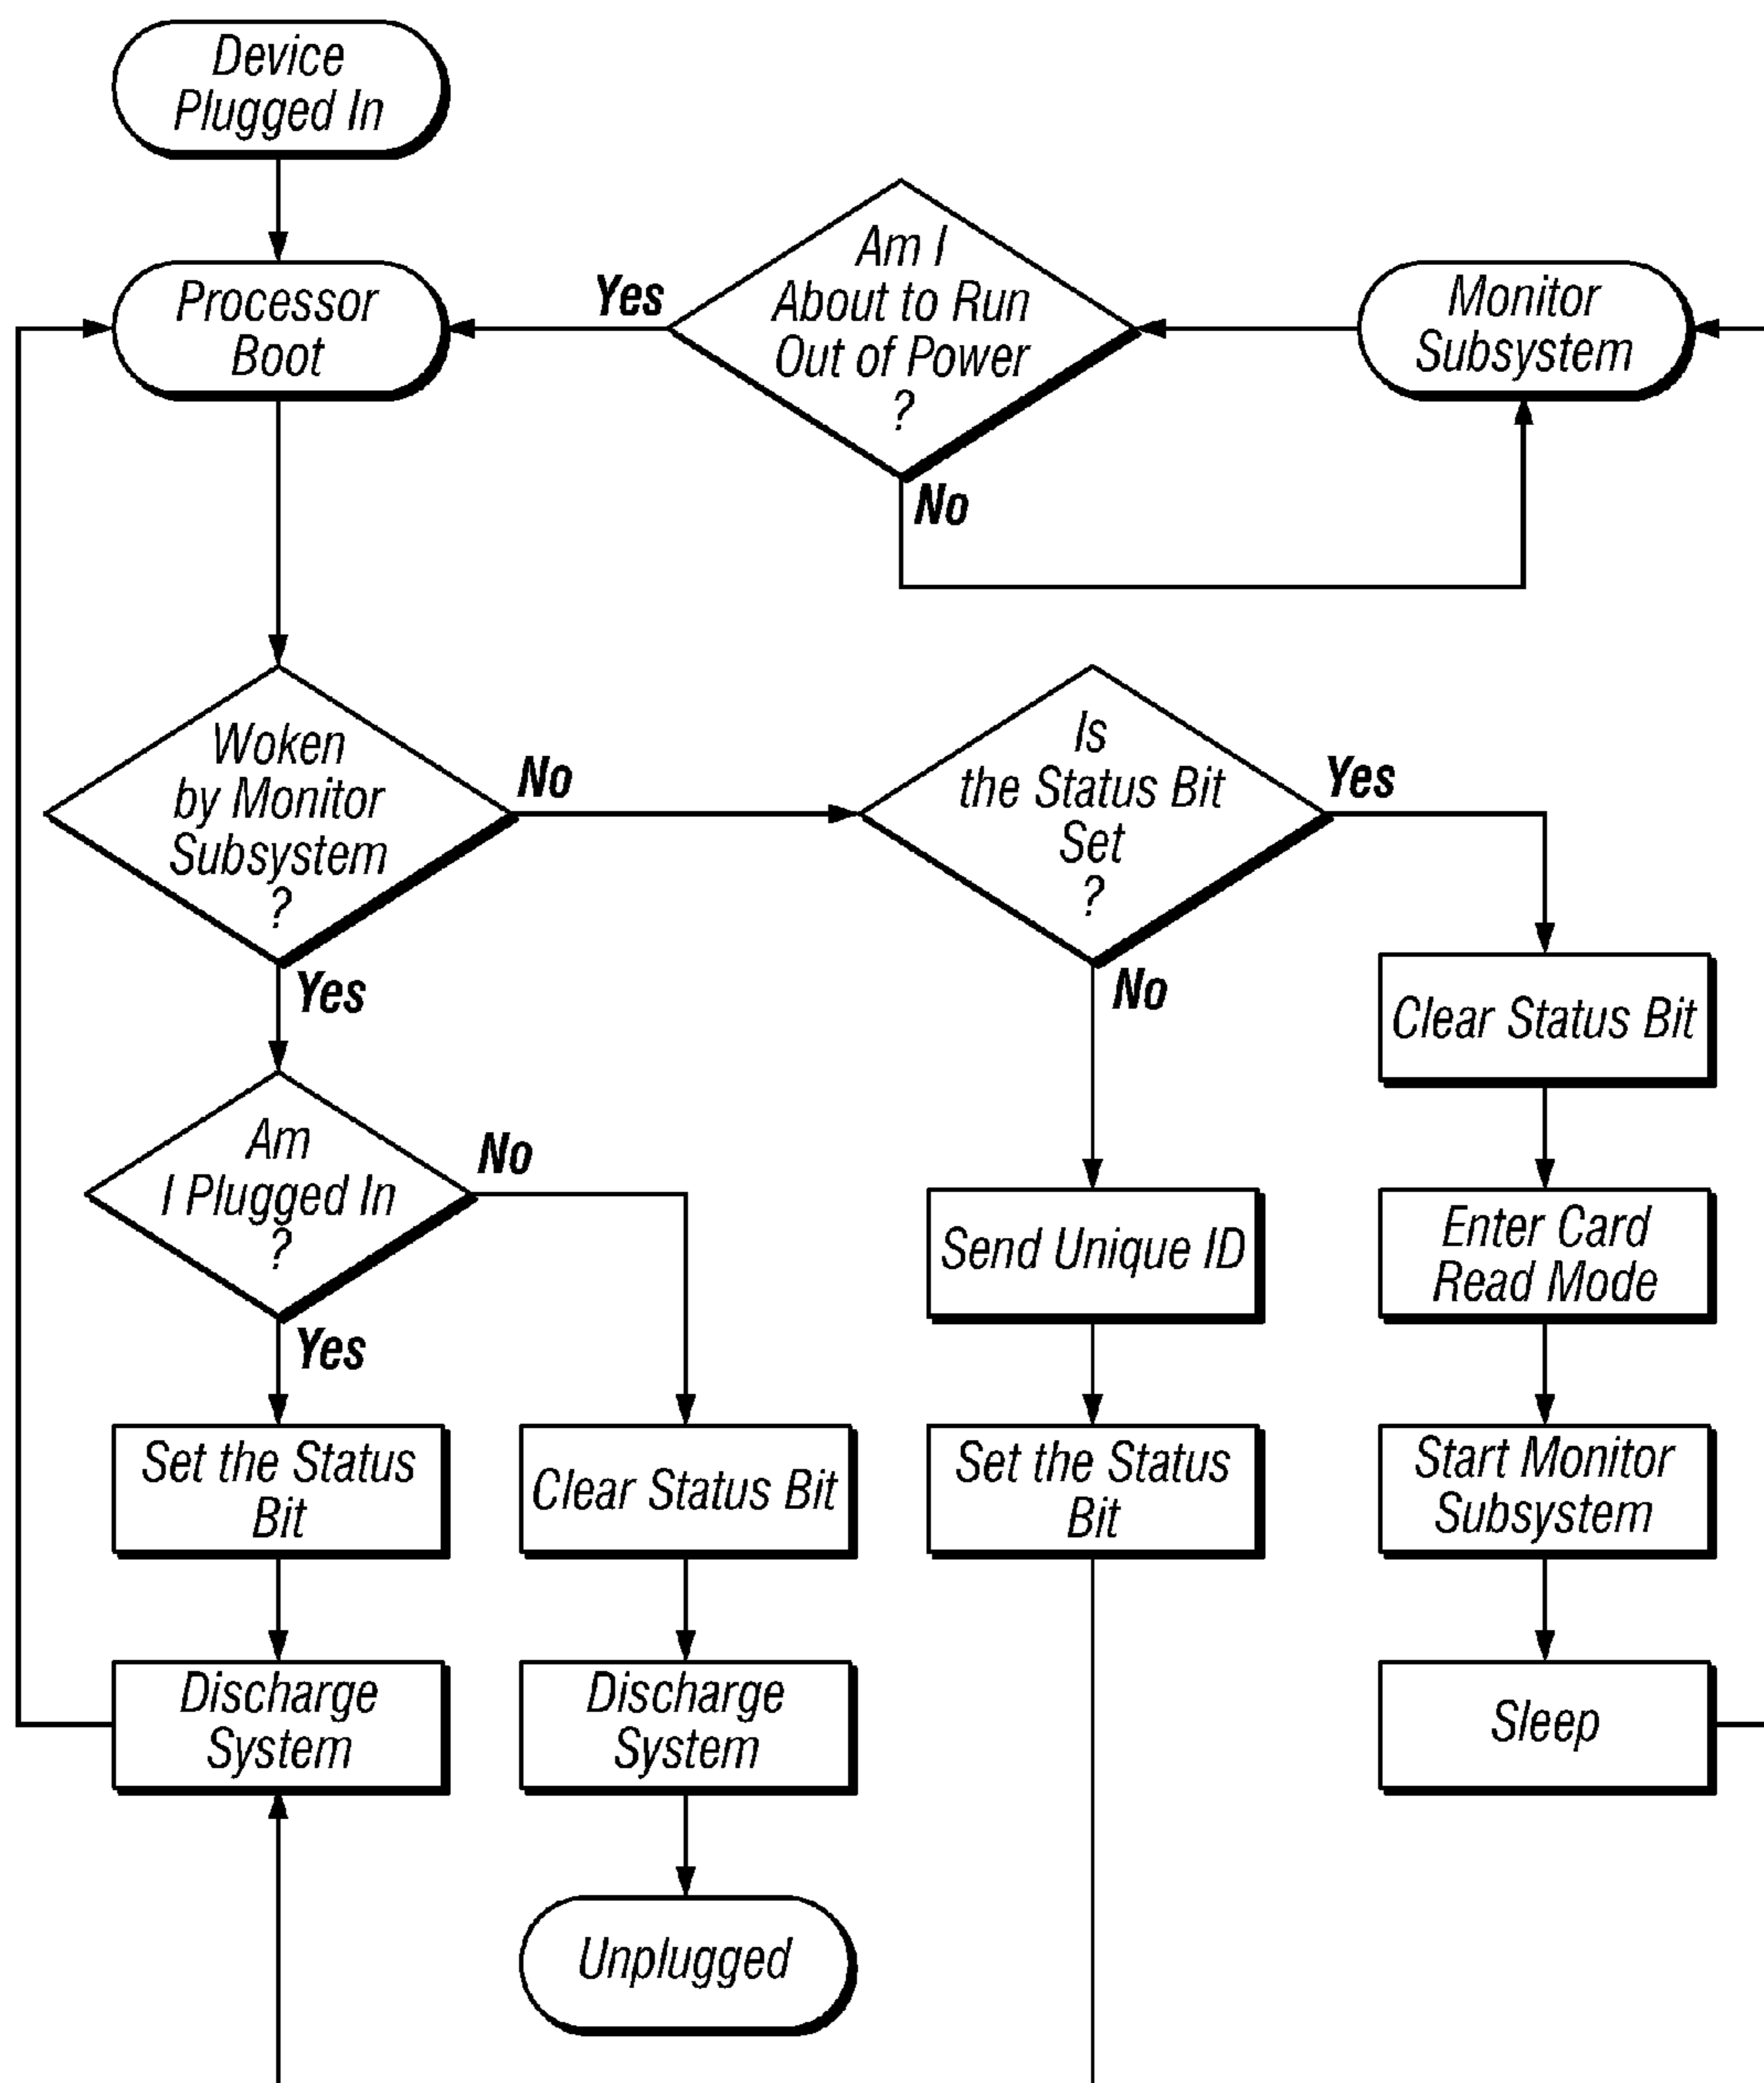 Device
Plugged In
Processor
Boot
Yes
Am I
About to Run
Out of Power
?
No
Monitor
Subsystem
Woken
by Monitor
Subsystem
?
No
Yes
Is
the Status Bit
Set
?
Yes
No
Clear Status Bit
Am
I Plugged In
?
No
Yes
Send Unique ID
Enter Card
Read Mode
Set the Status
Bit
Clear Status Bit
Set the Status
Bit
Start Monitor
Subsystem
Discharge
System
Discharge
System
Sleep
Unplugged